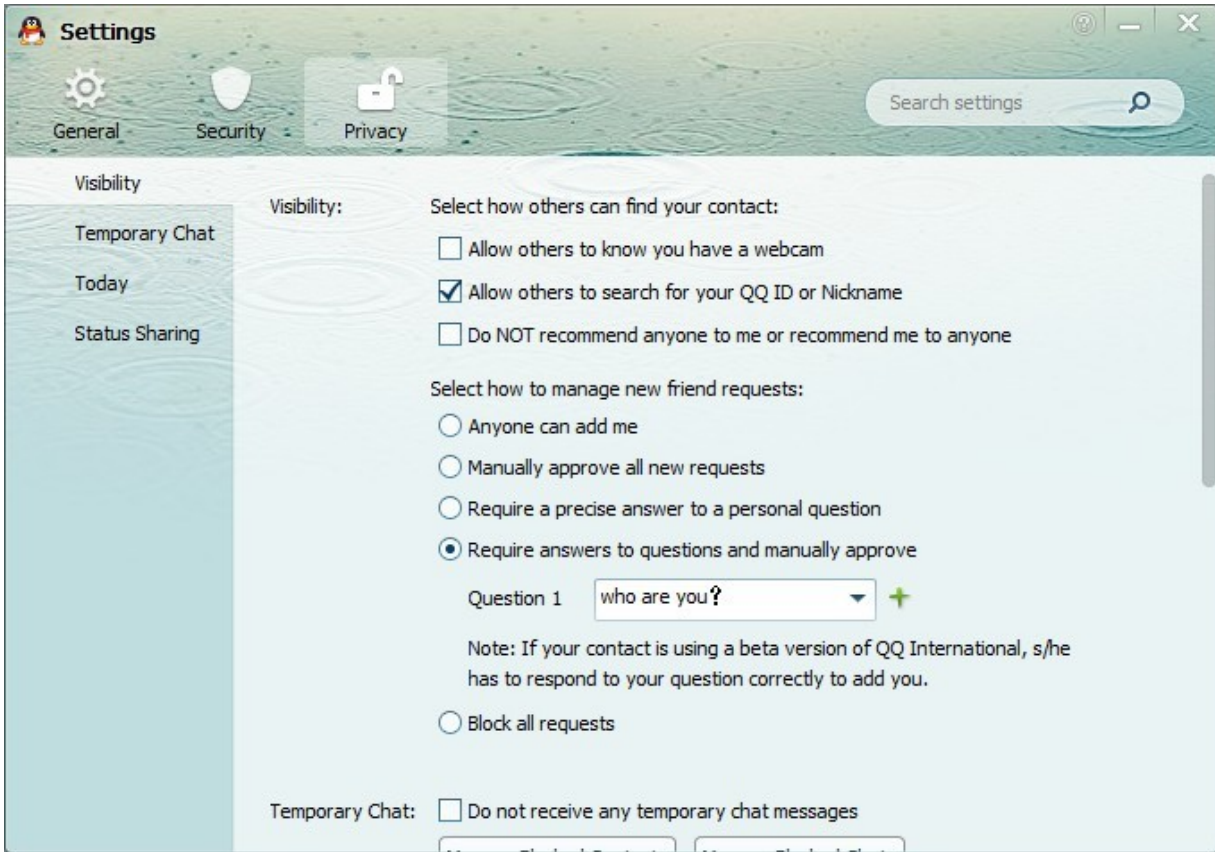 Settings
General
Security
Privacy
Search settings
Visibility
Temporary Chat
Today
Status Sharing
Visibility:
Select how others can find your contact:
Allow others to know you have a webcam
Allow others to search for your QQ ID or Nickname
Do NOT recommend anyone to me or recommend me to anyone
Select how to manage new friend requests:
Anyone can add me
Manually approve all new requests
Require a precise answer to a personal question
Require answers to questions and manually approve
Question 1 who are you?
Note: If your contact is using a beta version of QQ International, s/he
has to respond to your question correctly to add you.
Block all requests
Temporary Chat: Do not receive any temporary chat messages